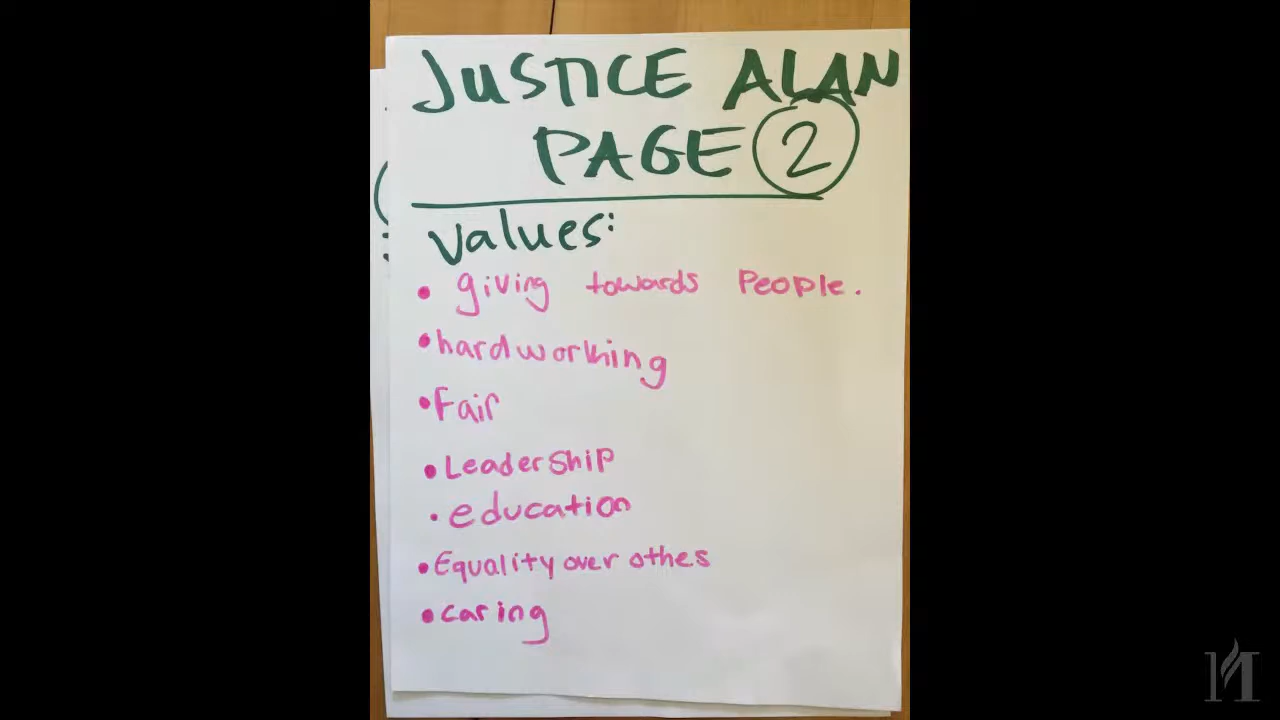 JUSTICE ALAN
PAGE 2
values:
• giving towards People.
• hardworking
• Fair
• Leadership
• education
• Equality over othes
• caring